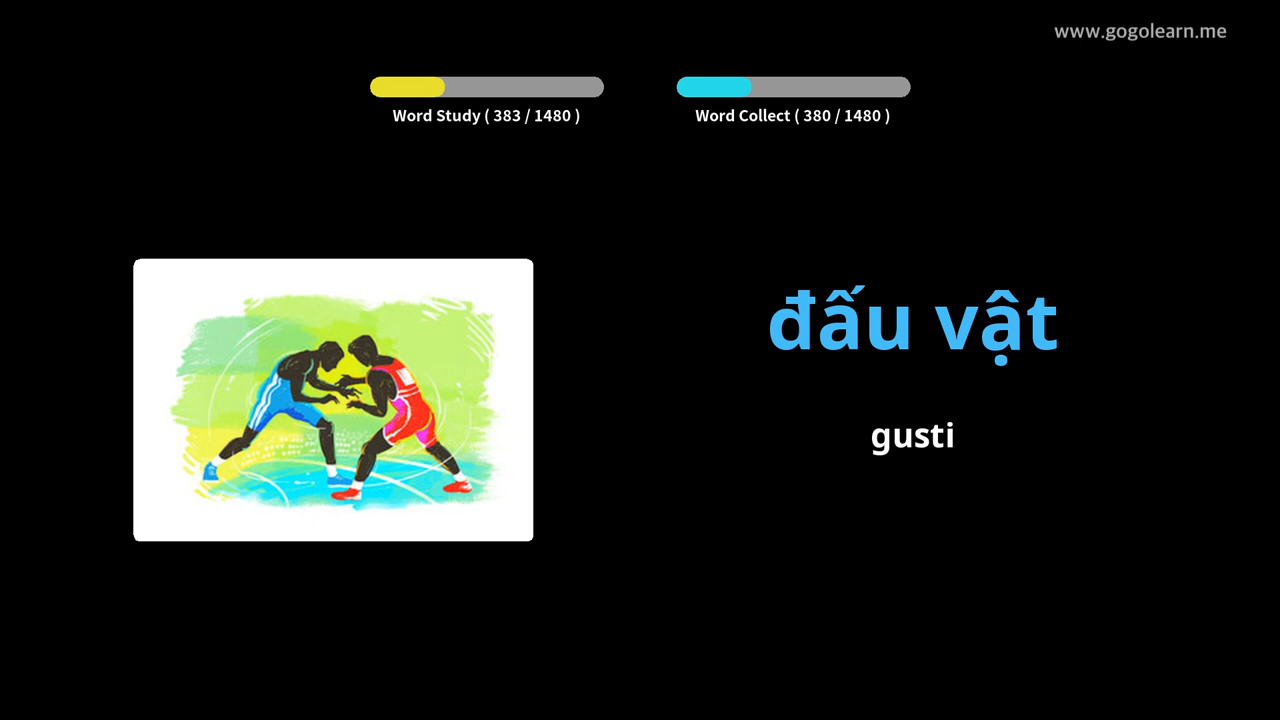 www.gogolearn.me
Word Study ( 383 / 1480 )
Word Collect ( 380 / 1480 )
đấu vật
gusti